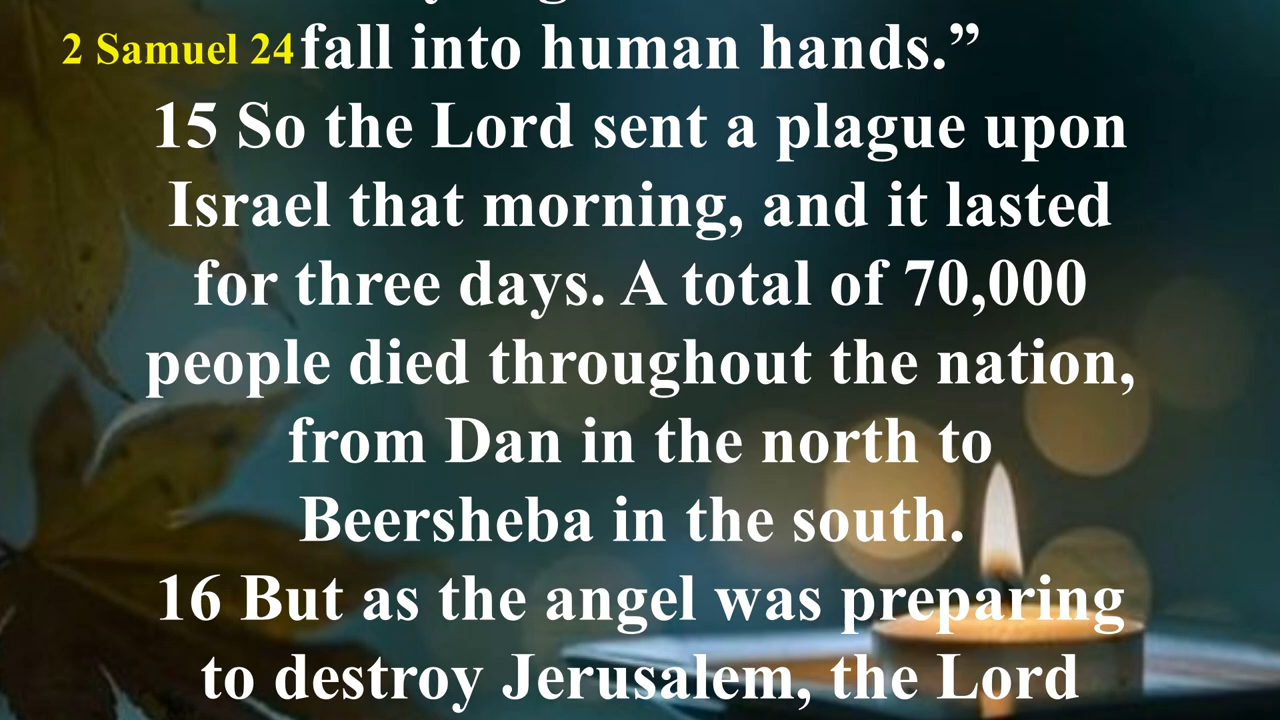 2 Samuel 24 fall into human hands.”
15 So the Lord sent a plague upon
Israel that morning, and it lasted
for three days. A total of 70,000
people died throughout the nation,
from Dan in the north to
Beersheba in the south.
16 But as the angel was preparing
to destroy Jerusalem, the Lord